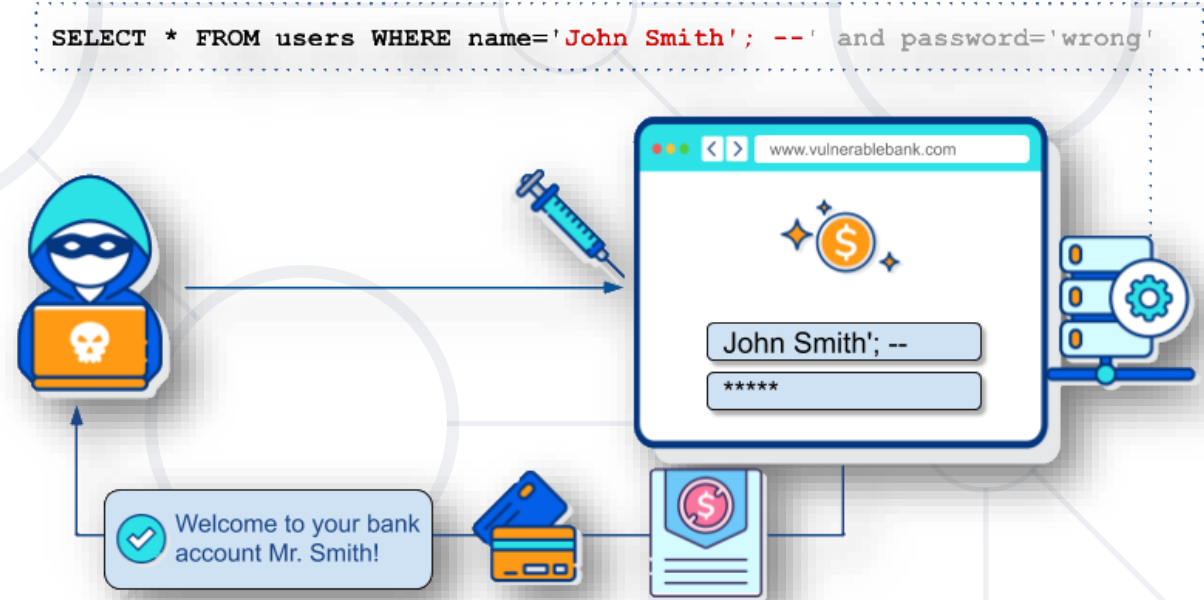 SELECT * FROM users WHERE name='John Smith'; --' and password='wrong'
www.vulnerablebank.com
$
John Smith'; --
*****
$
Welcome to your bank
account Mr. Smith!